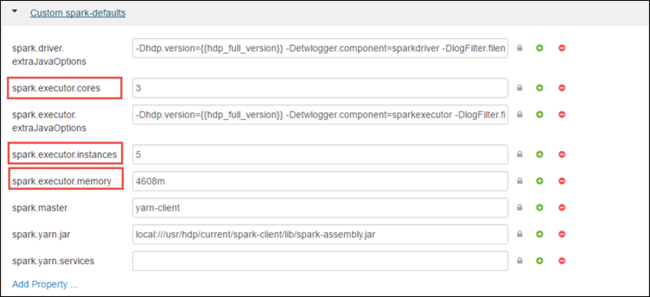 Custom spark-defaults
spark.driver. -Dhdp.version={{hdp_full_version}} -Detwlogger.component=sparkdriver -DlogFilter.filen
extraJavaOptions
spark.executor.cores 3
spark.executor. -Dhdp.version={{hdp_full_version}} -Detwlogger.component=sparkexecutor -DlogFilter.fi
extraJavaOptions
spark.executor.instances 5
spark.executor.memory 4608m
spark.master yarn-client
spark.yarn.jar local:///usr/hdp/current/spark-client/lib/spark-assembly.jar
spark.yarn.services
Add Property ...